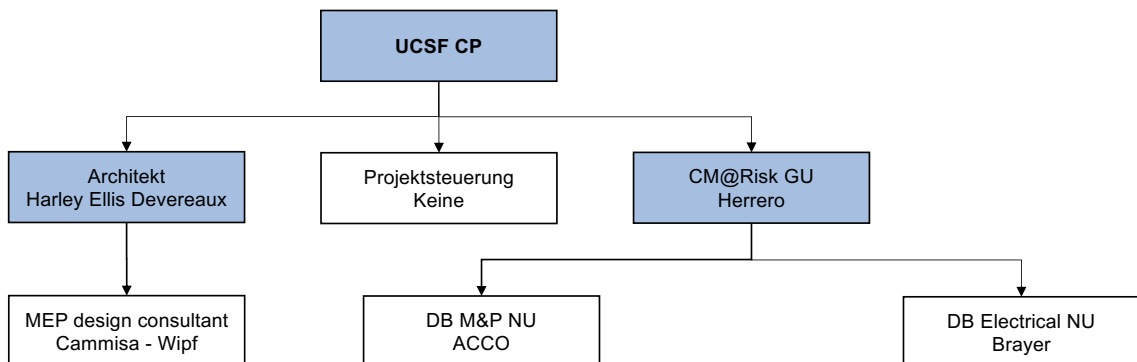 UCSF CP
Architekt
Harley Ellis Devereaux
Projektsteuerung
Keine
CM@Risk GU
Herrero
MEP design consultant
Cammisa - Wipf
DB M&P NU
ACCO
DB Electrical NU
Brayer